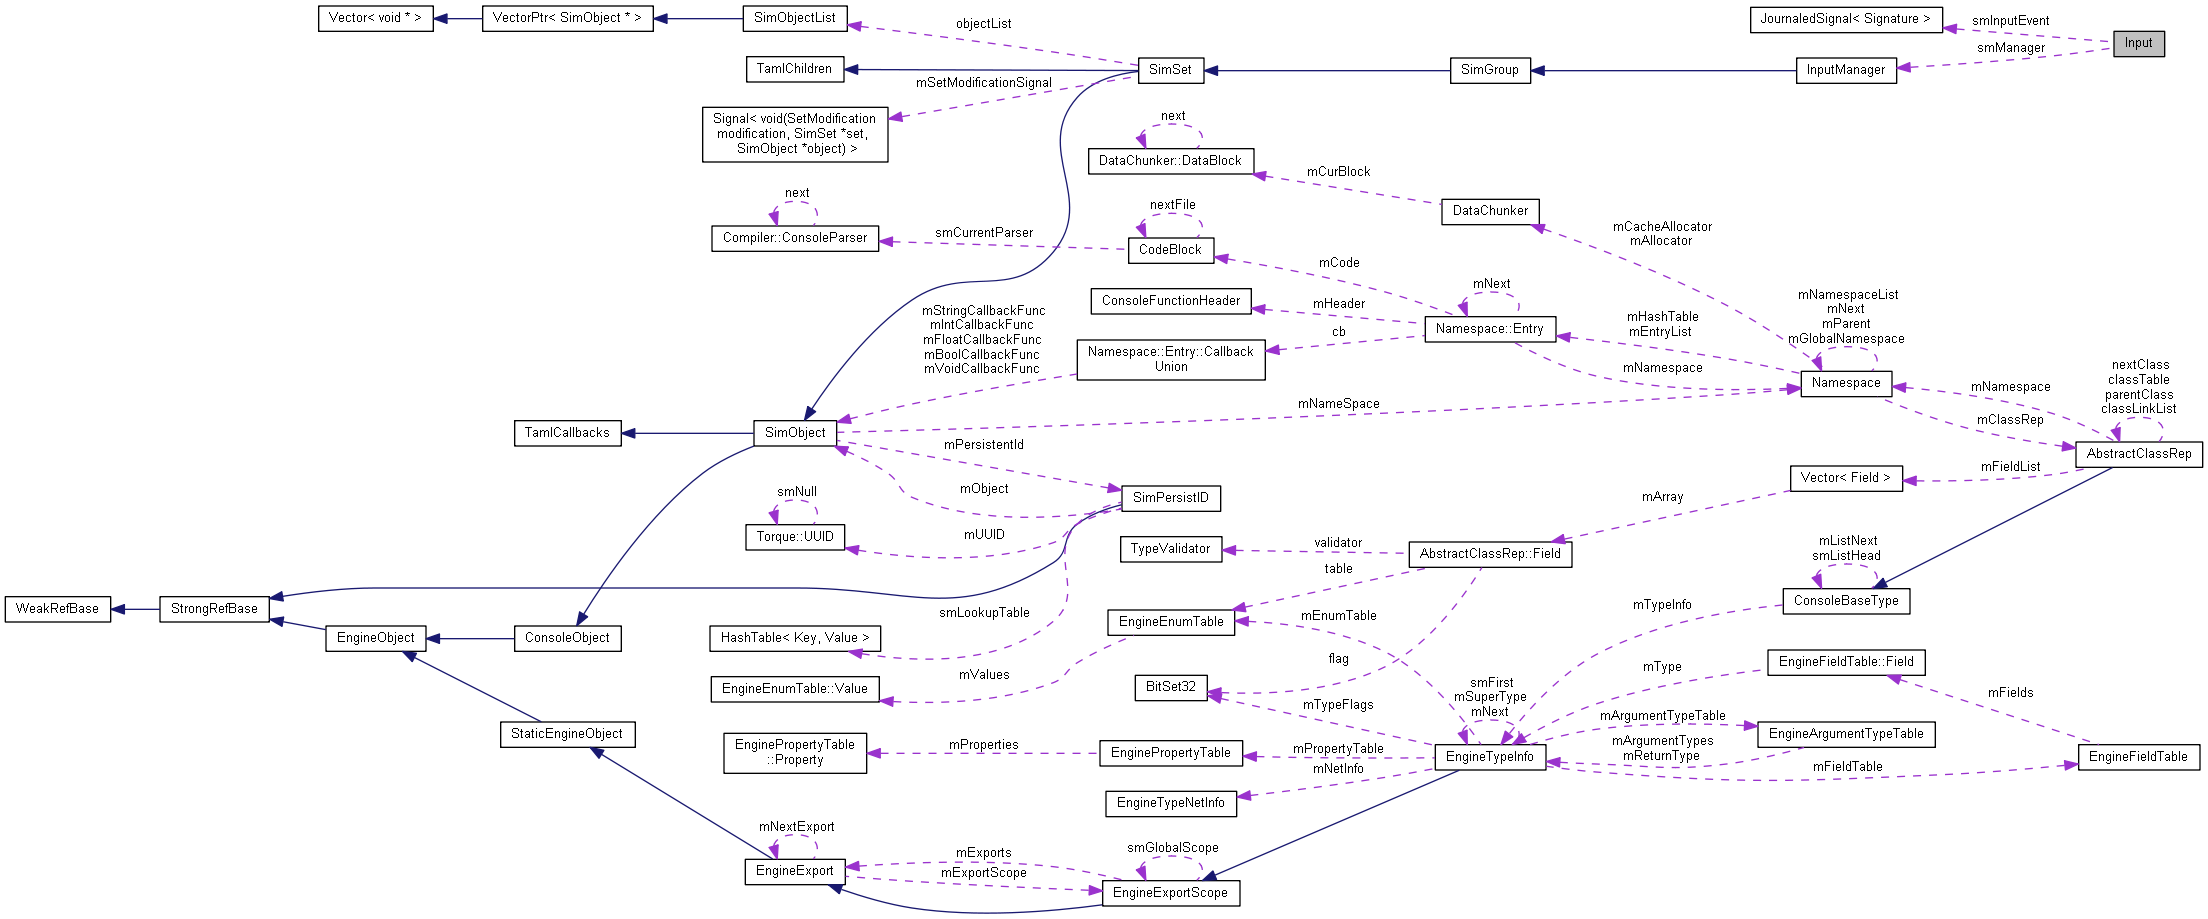 Vector< void * >
VectorPtr< SimObject * >
SimObjectList
objectList
JournaledSignal< Signature >
smInputEvent
smManager
Input
TamlChildren
SimSet
SimGroup
InputManager
mSetModificationSignal
Signal< void(SetModification
modification, SimSet *set,
SimObject *object) >
next
DataChunker::DataBlock
mCurBlock
DataChunker
next
Compiler::ConsoleParser
smCurrentParser
nextFile
CodeBlock
mCacheAllocator
mAllocator
mCode
ConsoleFunctionHeader
mHeader
mNext
Namespace::Entry
cb
mHashTable
mEntryList
mNamespaceList
mNext
mParent
mGlobalNamespace
mStringCallbackFunc
mIntCallbackFunc
mFloatCallbackFunc
mBoolCallbackFunc
mVoidCallbackFunc
Namespace::Entry::Callback
Union
mNamespace
Namespace
mNamespace
nextClass
classTable
parentClass
classLinkList
mNameSpace
mClassRep
AbstractClassRep
TamlCallbacks
SimObject
mPersistentId
mObject
SimPersistID
mFieldList
Vector< Field >
mArray
smNull
Torque::UUID
mUUID
TypeValidator
validator
AbstractClassRep::Field
table
mListNext
smListHead
ConsoleBaseType
mTypeInfo
WeakRefBase
StrongRefBase
EngineObject
ConsoleObject
smLookupTable
HashTable< Key, Value >
EngineEnumTable
mEnumTable
mValues
EngineEnumTable::Value
flag
BitSet32
mTypeFlags
smFirst
mSuperType
mNext
mType
EngineFieldTable::Field
mFields
StaticEngineObject
EnginePropertyTable
::Property
mProperties
EnginePropertyTable
mPropertyTable
mNetInfo
EngineTypeInfo
mArgumentTypeTable
mArgumentTypes
mReturnType
EngineArgumentTypeTable
mFieldTable
EngineFieldTable
EngineTypeNetInfo
mNextExport
EngineExport
mExports
mExportScope
smGlobalScope
EngineExportScope